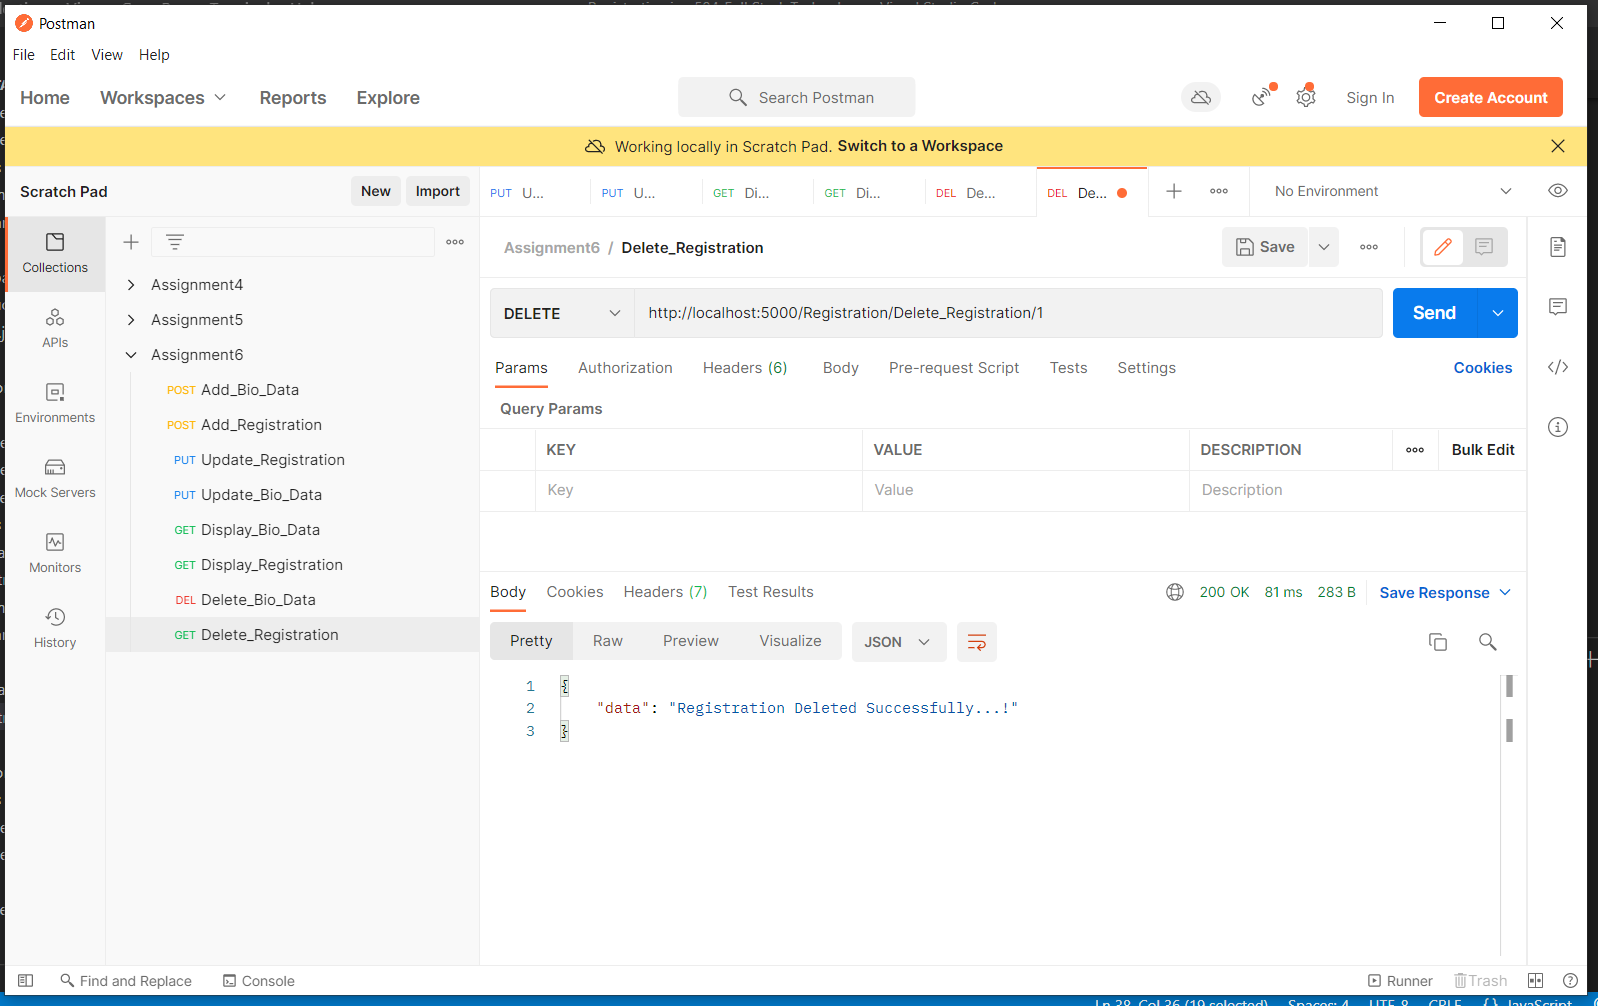 Postman
File Edit View Help
Home Workspaces Reports Explore Search Postman Sign In Create Account
Working locally in Scratch Pad. Switch to a Workspace
Scratch Pad New Import
PUT U... PUT U... GET Di... GET Di... DEL De... DEL De... No Environment
Collections
APIs
Environments
Mock Servers
Monitors
History
Assignment4
Assignment5
Assignment6
POST Add_Bio_Data
POST Add_Registration
PUT Update_Registration
PUT Update_Bio_Data
GET Display_Bio_Data
GET Display_Registration
DEL Delete_Bio_Data
GET Delete_Registration
Assignment6 / Delete_Registration Save
DELETE http://localhost:5000/Registration/Delete_Registration/1 Send
Params Authorization Headers (6) Body Pre-request Script Tests Settings Cookies
Query Params
KEY VALUE DESCRIPTION Bulk Edit
Key Value Description
Body Cookies Headers (7) Test Results 200 OK 81 ms 283 B Save Response
Pretty Raw Preview Visualize JSON
1 {
2 "data": "Registration Deleted Successfully...!"
3 }
Find and Replace Console Runner Trash
Ln 38, Col 36 (19 selected) Spaces: 4 UTF-8 CRLF {} JavaScript